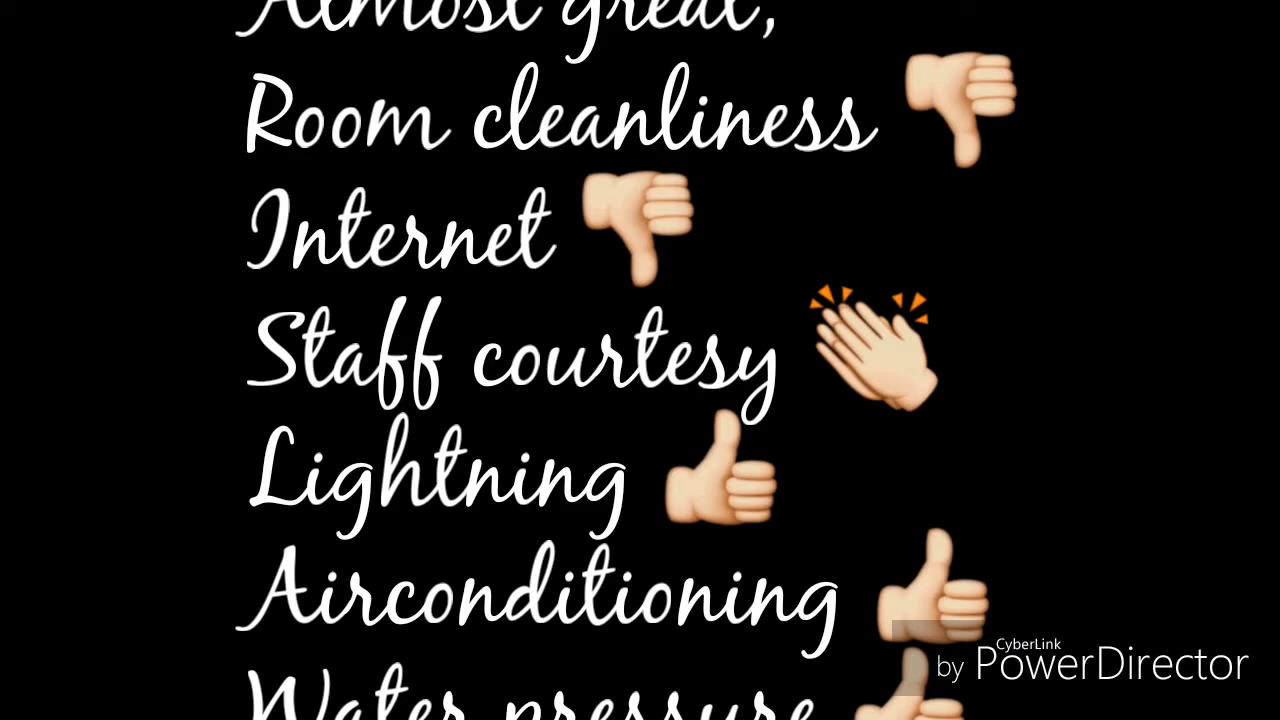 Almost great,
Room cleanliness 👎🏻
Internet 👎🏻
Staff courtesy 👏🏻
Lightning 👍🏻
Airconditioning 👍🏻
Water pressure 👍🏻
CyberLink
by PowerDirector